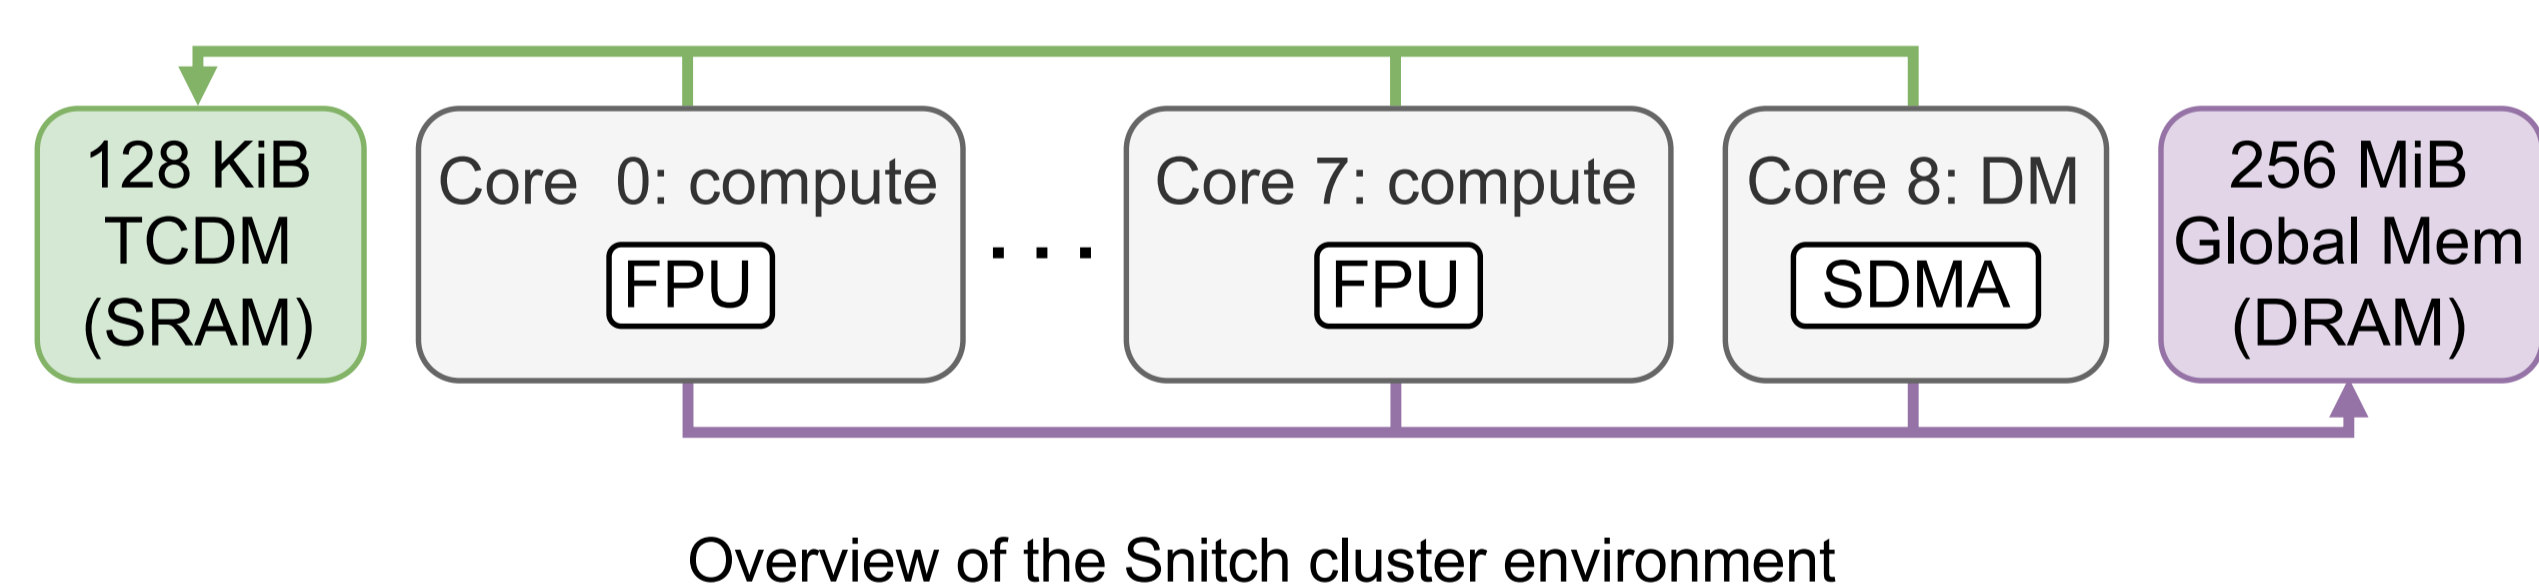 128 KiB
TCDM
(SRAM)
Core 0: compute
FPU
. . .
Core 7: compute
FPU
Core 8: DM
SDMA
256 MiB
Global Mem
(DRAM)
Overview of the Snitch cluster environment